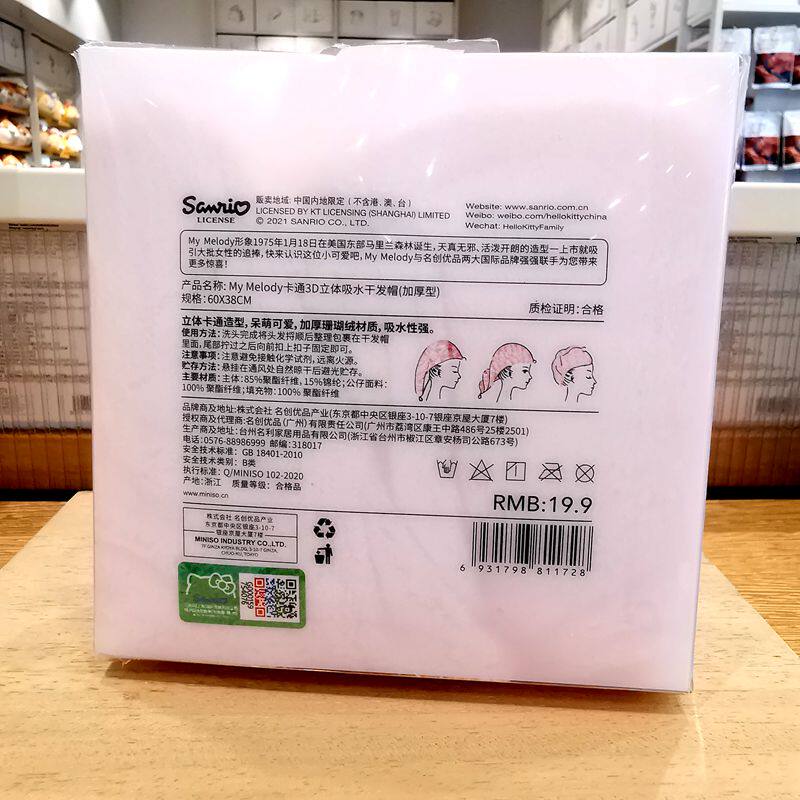 Sanrio
LICENSE
贩卖地域: 中国内地限定 (不含港、澳、台)
LICENSED BY KT LICENSING (SHANGHAI) LIMITED
© 2021 SANRIO CO., LTD.
Website: www.sanrio.com.cn
Weibo: weibo.com/hellokittychina
Wechat: HelloKittyFamily
My Melody形象1975年1月18日在美国东部马里兰森林诞生, 天真无邪、活泼开朗的造型一上市就吸
引大批女性的追捧, 快来认识这位小可爱吧, My Melody与名创优品两大国际品牌强强联手为您带来
更多惊喜!
产品名称: My Melody卡通3D立体吸水干发帽(加厚型)
规格: 60X38CM
质检证明: 合格
立体卡通造型, 呆萌可爱, 加厚珊瑚绒材质, 吸水性强。
使用方法: 洗头完成将头发捋顺后整理包裹在干发帽
里面, 尾部拧过之后向前扣上扣子固定即可。
注意事项: 注意避免接触化学试剂, 远离火源。
贮存方法: 悬挂在通风处自然晾干后避光贮存。
主要材质: 主体: 85%聚酯纤维, 15%锦纶; 公仔面料:
100% 聚酯纤维; 填充物: 100% 聚酯纤维
品牌商及地址: 株式会社 名创优品产业(东京都中央区银座3-10-7银座京屋大厦7楼)
授权商及代理商: 名创优品 (广州) 有限责任公司(广州市荔湾区康王中路486号25楼2501)
生产商及地址: 台州名利家居用品有限公司(浙江省台州市椒江区章安杨司公路673号)
电话: 0576-88986999 邮编: 318017
安全技术标准: GB 18401-2010
安全技术类别: B类
执行标准: Q/MINISO 102-2020
产地: 浙江 质量等级: 合格品
www.miniso.cn
RMB:19.9
株式会社 名创优品产业
东京都中央区银座3-10-7
银座京屋大厦7楼
MINISO INDUSTRY CO.,LTD.
7F GINZA KYOYA BLDG, 3-10-7 GINZA,
CHUO-KU, TOKYO
6 931798 811728